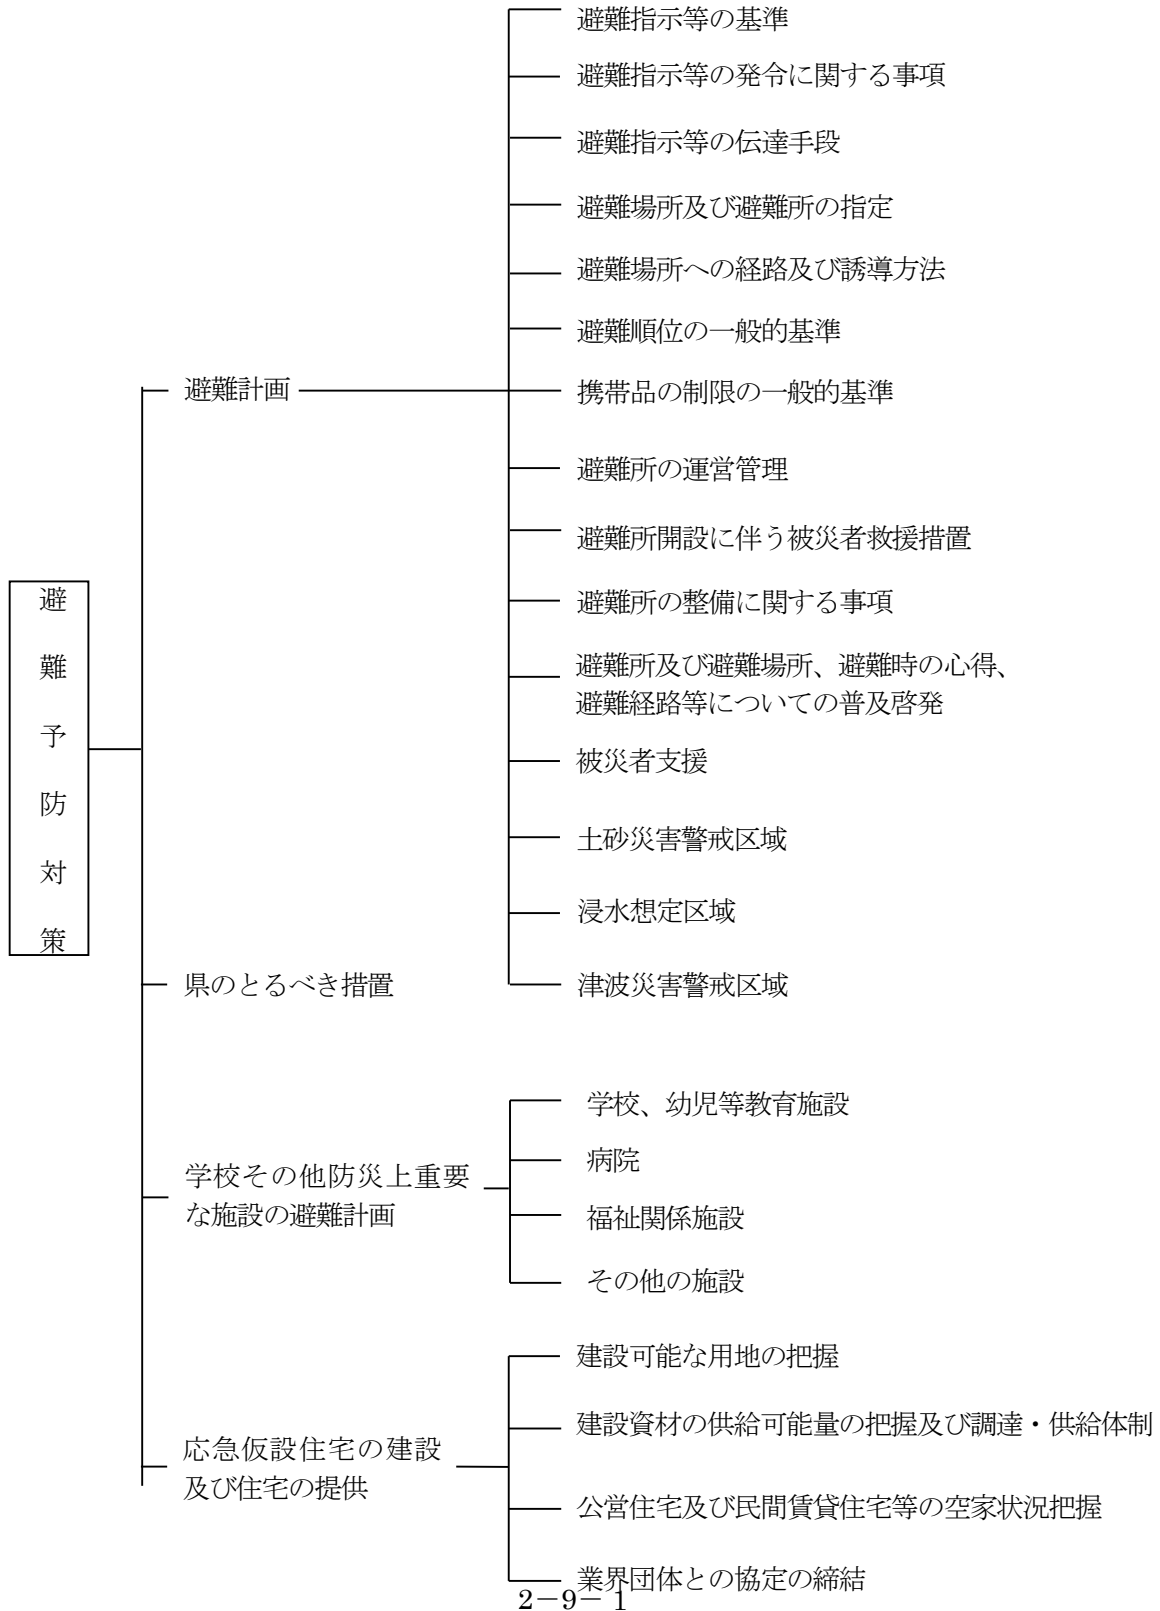 避難予防対策
避難計画
避難指示等の基準
避難指示等の発令に関する事項
避難指示等の伝達手段
避難場所及び避難所の指定
避難場所への経路及び誘導方法
避難順位の一般的基準
携帯品の制限の一般的基準
避難所の運営管理
避難所開設に伴う被災者救援措置
避難所の整備に関する事項
避難所及び避難場所、避難時の心得、
避難経路等についての普及啓発
被災者支援
土砂災害警戒区域
浸水想定区域
津波災害警戒区域
県のとるべき措置
学校その他防災上重要
な施設の避難計画
学校、幼児等教育施設
病院
福祉関係施設
その他の施設
応急仮設住宅の建設
及び住宅の提供
建設可能な用地の把握
建設資材の供給可能量の把握及び調達・供給体制
公営住宅及び民間賃貸住宅等の空家状況把握
業界団体との協定の締結
2－9－1